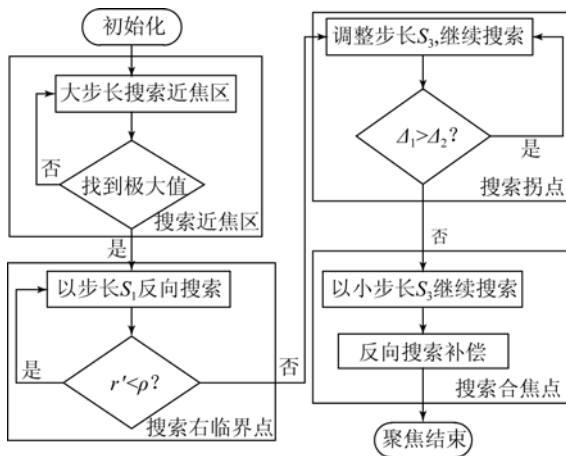 初始化
大步长搜索近焦区
否
找到极大值
搜索近焦区
是
以步长S₁反向搜索
是
r′<ρ?
否
搜索右临界点
调整步长S₃,继续搜索
Δ₁>Δ₂?
是
搜索拐点
否
以小步长S₃继续搜索
反向搜索补偿
搜索合焦点
聚焦结束